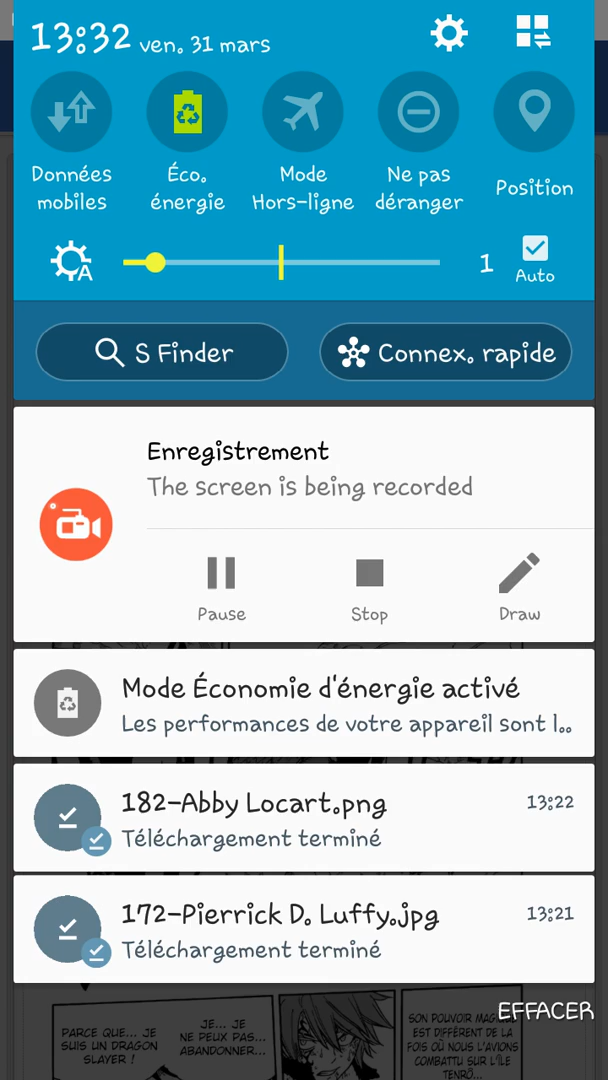 13:32 ven. 31 mars
Données
mobiles
Éco.
énergie
Mode
Hors-ligne
Ne pas
déranger
Position
A
1
Auto
S Finder
Connex. rapide
Enregistrement
The screen is being recorded
Pause
Stop
Draw
Mode Économie d'énergie activé
Les performances de votre appareil sont l..
182-Abby Locart.png
13:22
Téléchargement terminé
172-Pierrick D. Luffy.jpg
13:21
Téléchargement terminé
EFFACER
PARCE QUE... JE
SUIS UN DRAGON
SLAYER !
JE... JE
NE PEUX PAS...
ABANDONNER...
SON POUVOIR
EST DIFFÉRENT DE LA
FOIS OÙ NOUS L'AVIONS
COMBATTU SUR L'ÎLE
TENRÔ...